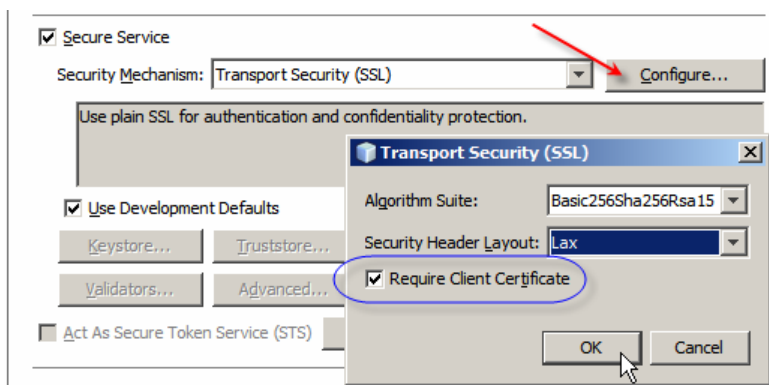 Secure Service
Security Mechanism: Transport Security (SSL) Configure...
Use plain SSL for authentication and confidentiality protection.
Transport Security (SSL)
Algorithm Suite: Basic256Sha256Rsa15
Security Header Layout: Lax
Require Client Certificate
OK Cancel
Use Development Defaults
Keystore... Truststore...
Validators... Advanced...
Act As Secure Token Service (STS)